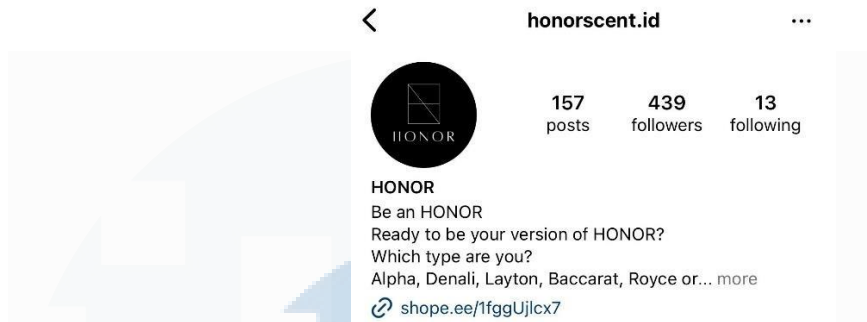 honorscent.id
157 439 13
posts followers following
HONOR
HONOR
Be an HONOR
Ready to be your version of HONOR?
Which type are you?
Alpha, Denali, Layton, Baccarat, Royce or... more
shope.ee/1fggUjlcx7